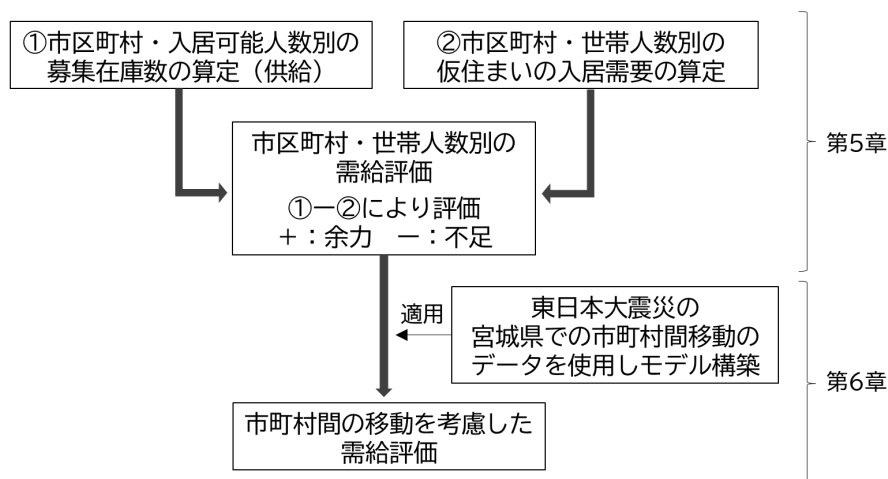 ①市区町村・入居可能人数別の
募集在庫数の算定（供給）
②市区町村・世帯人数別の
仮住まいの入居需要の算定
市区町村・世帯人数別の
需給評価
①ー②により評価
＋：余力　ー：不足
第5章
適用
東日本大震災の
宮城県での市町村間移動の
データを使用しモデル構築
第6章
市町村間の移動を考慮した
需給評価